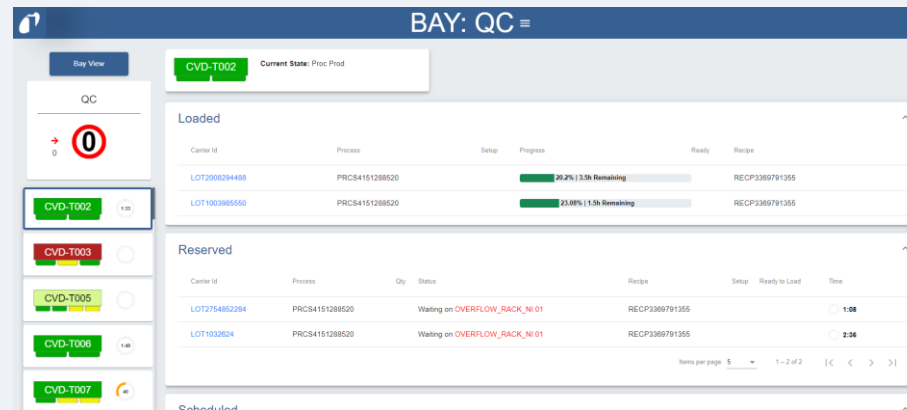 BAY: QC
Bay View
QC
0
0
CVD-T002
1:55
CVD-T003
CVD-T005
CVD-T006
1:48
CVD-T007
40
CVD-T002 Current State: Proc Prod
Loaded
Carrier Id Process Setup Progress Ready Recipe
LOT2008294488 PRCS4151288520 20.2% | 3.5h Remaining RECP3369791355
LOT1003985550 PRCS4151288520 23.08% | 1.5h Remaining RECP3369791355
Reserved
Carrier Id Process Qty Status Recipe Setup Ready to Load Time
LOT2754852284 PRCS4151288520 Waiting on OVERFLOW_RACK_NI:01 RECP3369791355 1:08
LOT1032624 PRCS4151288520 Waiting on OVERFLOW_RACK_NI:01 RECP3369791355 2:36
Items per page: 5 1 – 2 of 2
Scheduled